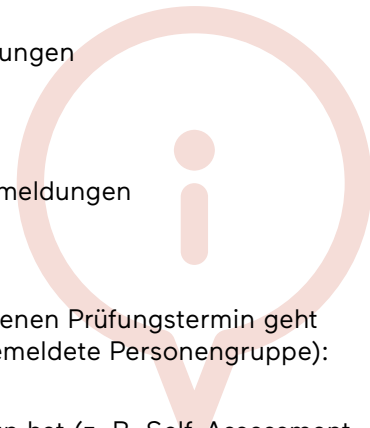 ungen
meldungen
enen Prüfungstermin geht
emeldete Personengruppe):
hat (z. B. Self-Assessment